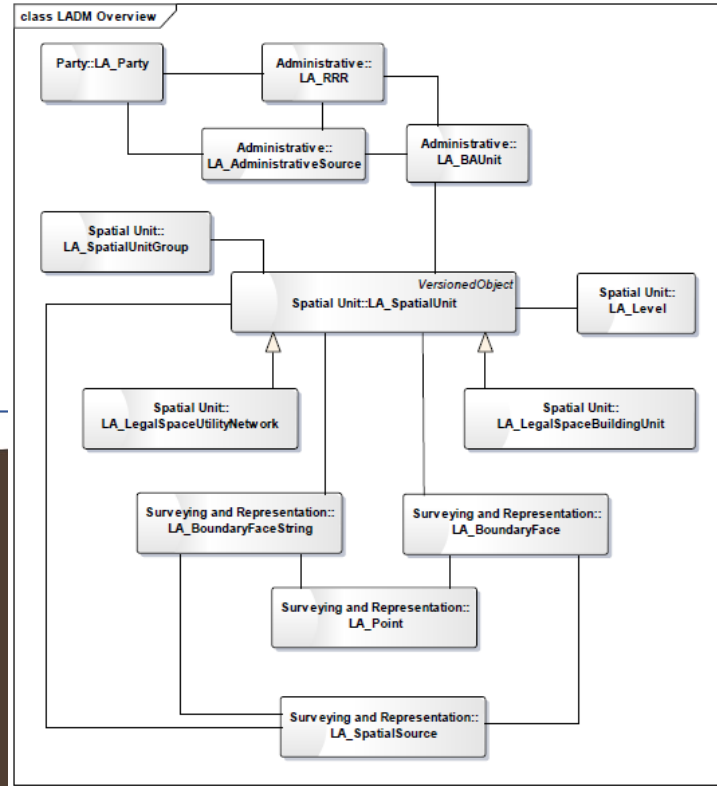 class LADM Overview
Party::LA_Party
Administrative::
LA_RRR
Administrative::
LA_AdministrativeSource
Administrative::
LA_BAUnit
Spatial Unit::
LA_SpatialUnitGroup
VersionedObject
Spatial Unit::LA_SpatialUnit
Spatial Unit::
LA_Level
Spatial Unit::
LA_LegalSpaceUtilityNetwork
Spatial Unit::
LA_LegalSpaceBuildingUnit
Surveying and Representation::
LA_BoundaryFaceString
Surveying and Representation::
LA_BoundaryFace
Surveying and Representation::
LA_Point
Surveying and Representation::
LA_SpatialSource